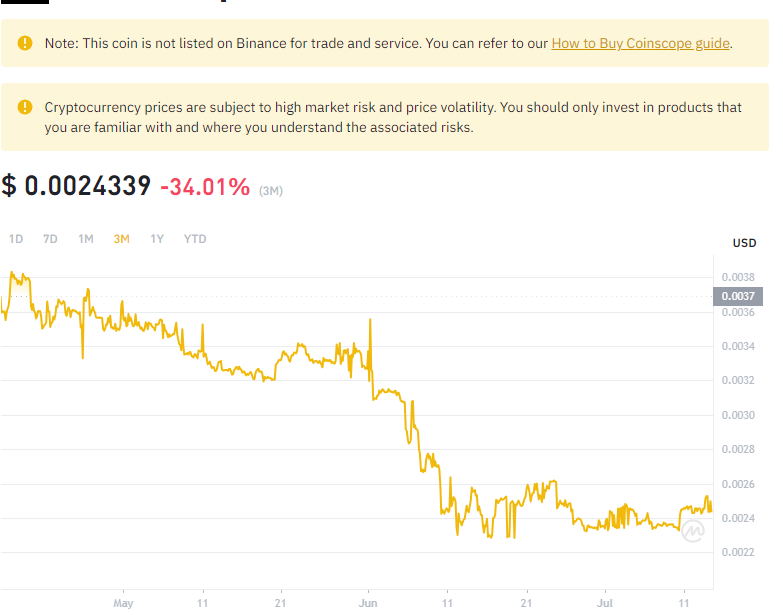 Note: This coin is not listed on Binance for trade and service. You can refer to our How to Buy Coinscope guide.
Cryptocurrency prices are subject to high market risk and price volatility. You should only invest in products that
you are familiar with and where you understand the associated risks.
$ 0.0024339 -34.01% (3M)
1D 7D 1M 3M 1Y YTD
USD
0.0038
0.0037
0.0036
0.0034
0.0032
0.0030
0.0028
0.0026
0.0024
0.0022
May 11 21 Jun 11 21 Jul 11